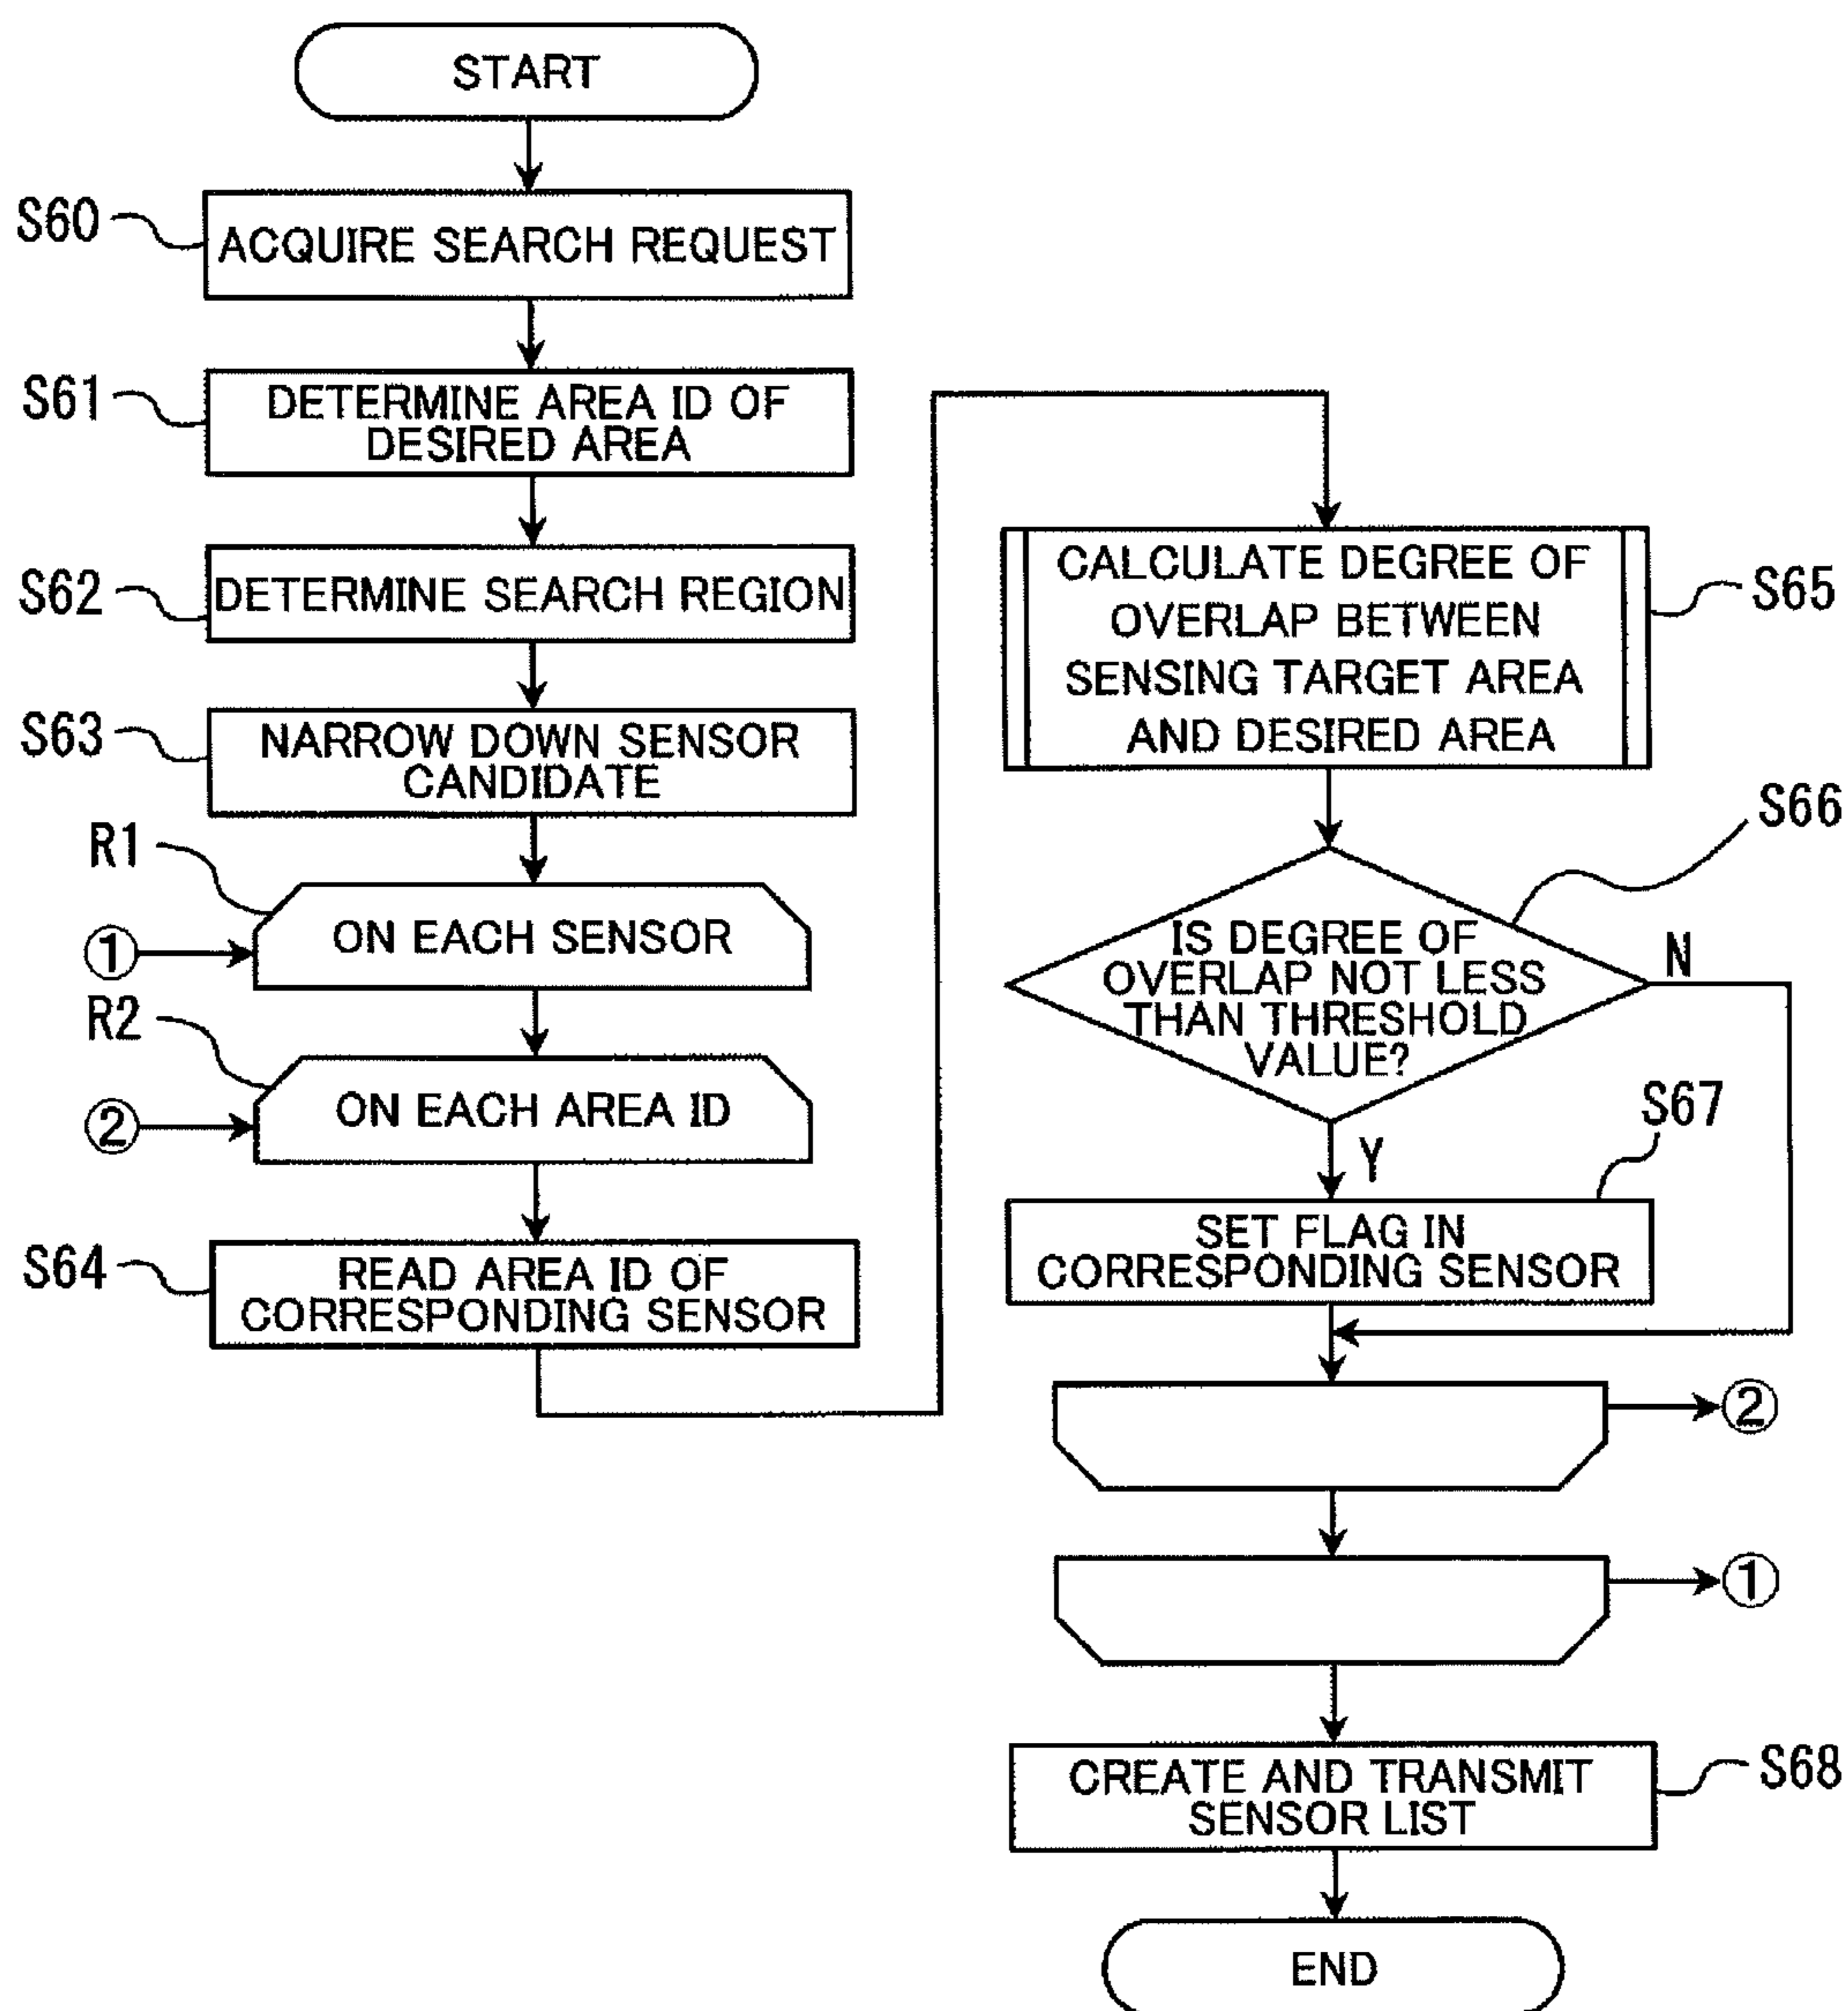 START
S60
ACQUIRE SEARCH REQUEST
S61
DETERMINE AREA ID OF
DESIRED AREA
S62
DETERMINE SEARCH REGION
S63
NARROW DOWN SENSOR
CANDIDATE
R1
①
ON EACH SENSOR
R2
②
ON EACH AREA ID
S64
READ AREA ID OF
CORRESPONDING SENSOR
CALCULATE DEGREE OF
OVERLAP BETWEEN
SENSING TARGET AREA
AND DESIRED AREA
S65
S66
IS DEGREE OF
OVERLAP NOT LESS
THAN THRESHOLD
VALUE?
N
Y
S67
SET FLAG IN
CORRESPONDING SENSOR
②
①
CREATE AND TRANSMIT
SENSOR LIST
S68
END